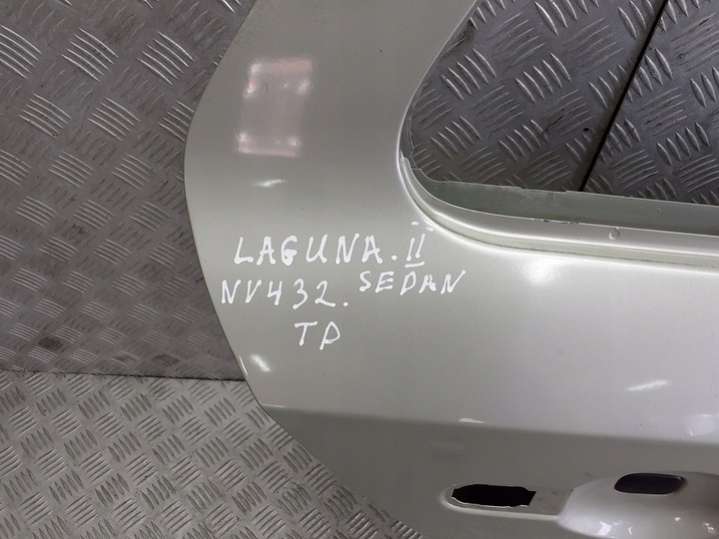 LAGUNA. II
NV432. SEDAN
TP